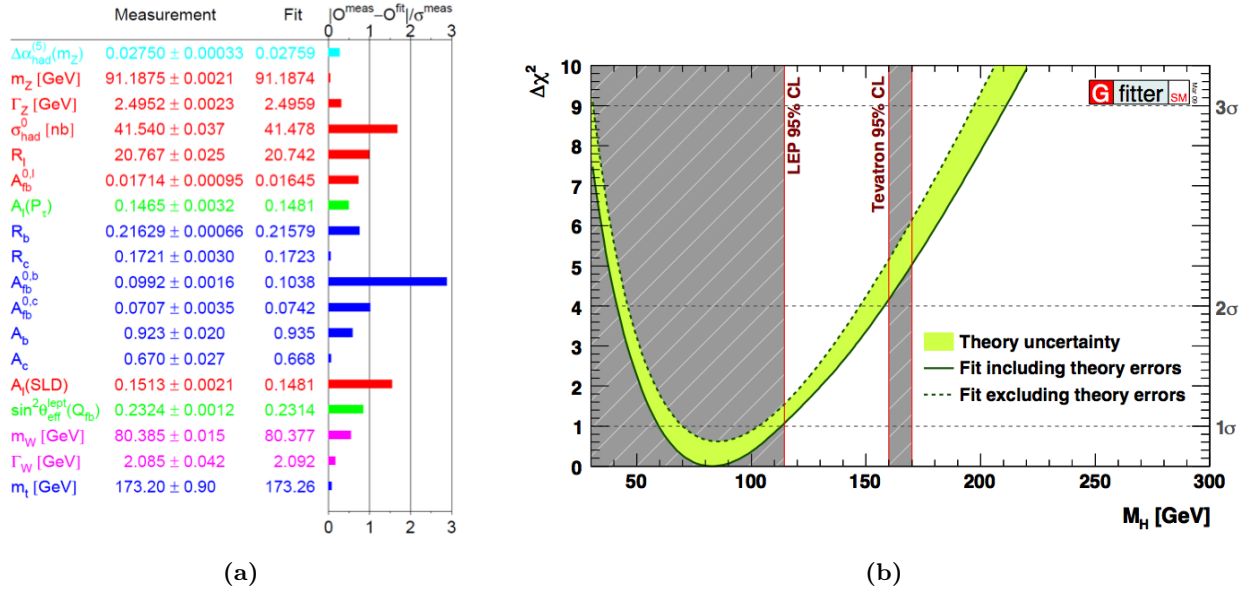 Measurement Fit |O^meas–O^fit|/σ^meas
0 1 2 3
Δα_had^(5)(m_Z) 0.02750 ± 0.00033 0.02759
m_Z [GeV] 91.1875 ± 0.0021 91.1874
Γ_Z [GeV] 2.4952 ± 0.0023 2.4959
σ_had^0 [nb] 41.540 ± 0.037 41.478
R_l 20.767 ± 0.025 20.742
A_fb^0,l 0.01714 ± 0.00095 0.01645
A_l(P_τ) 0.1465 ± 0.0032 0.1481
R_b 0.21629 ± 0.00066 0.21579
R_c 0.1721 ± 0.0030 0.1723
A_fb^0,b 0.0992 ± 0.0016 0.1038
A_fb^0,c 0.0707 ± 0.0035 0.0742
A_b 0.923 ± 0.020 0.935
A_c 0.670 ± 0.027 0.668
A_l(SLD) 0.1513 ± 0.0021 0.1481
sin²θ_eff^lept(Q_fb) 0.2324 ± 0.0012 0.2314
m_W [GeV] 80.385 ± 0.015 80.377
Γ_W [GeV] 2.085 ± 0.042 2.092
m_t [GeV] 173.20 ± 0.90 173.26
0 1 2 3
(a)
Δχ²
10
9
8
7
6
5
4
3
2
1
0
LEP 95% CL
Tevatron 95% CL
G fitter SM
Mar 09
3σ
2σ
1σ
Theory uncertainty
Fit including theory errors
Fit excluding theory errors
50 100 150 200 250 300
M_H [GeV]
(b)